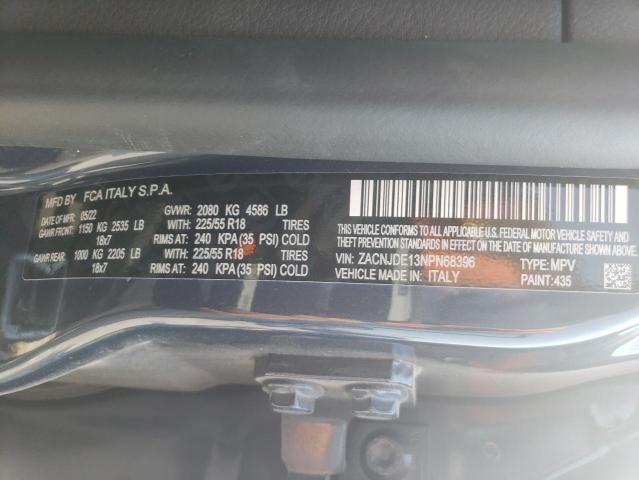 MFD BY FCA ITALY S.P.A.
DATE OF MFR: 05/22 GVWR: 2080 KG 4586 LB
GAWR FRONT: 1150 KG 2535 LB WITH: 225/55 R18 TIRES
18x7 RIMS AT: 240 KPA (35 PSI) COLD
GAWR REAR: 1000 KG 2205 LB WITH: 225/55 R18 TIRES
18x7 RIMS AT: 240 KPA (35 PSI) COLD
THIS VEHICLE CONFORMS TO ALL APPLICABLE U.S. FEDERAL MOTOR VEHICLE SAFETY
BUMPER, AND THEFT PREVENTION STANDARDS IN EFFECT ON THE DATE OF MFR SHOWN ABOVE.
VIN: ZACNJDE13NPN68396 TYPE: MPV
VEHICLE MADE IN: ITALY PAINT: 435